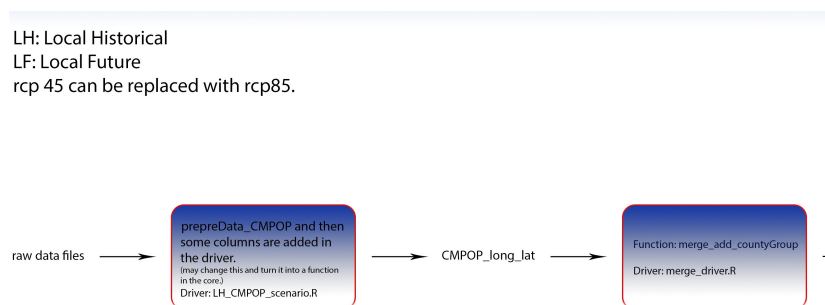 LH: Local Historical
LF: Local Future
rcp 45 can be replaced with rcp85.
raw data files
prepreData_CMPOP and then
some columns are added in
the driver.
(may change this and turn it into a function
in the core.)
Driver: LH_CMPOP_scenario.R
CMPOP_long_lat
Function: merge_add_countyGroup
Driver: merge_driver.R